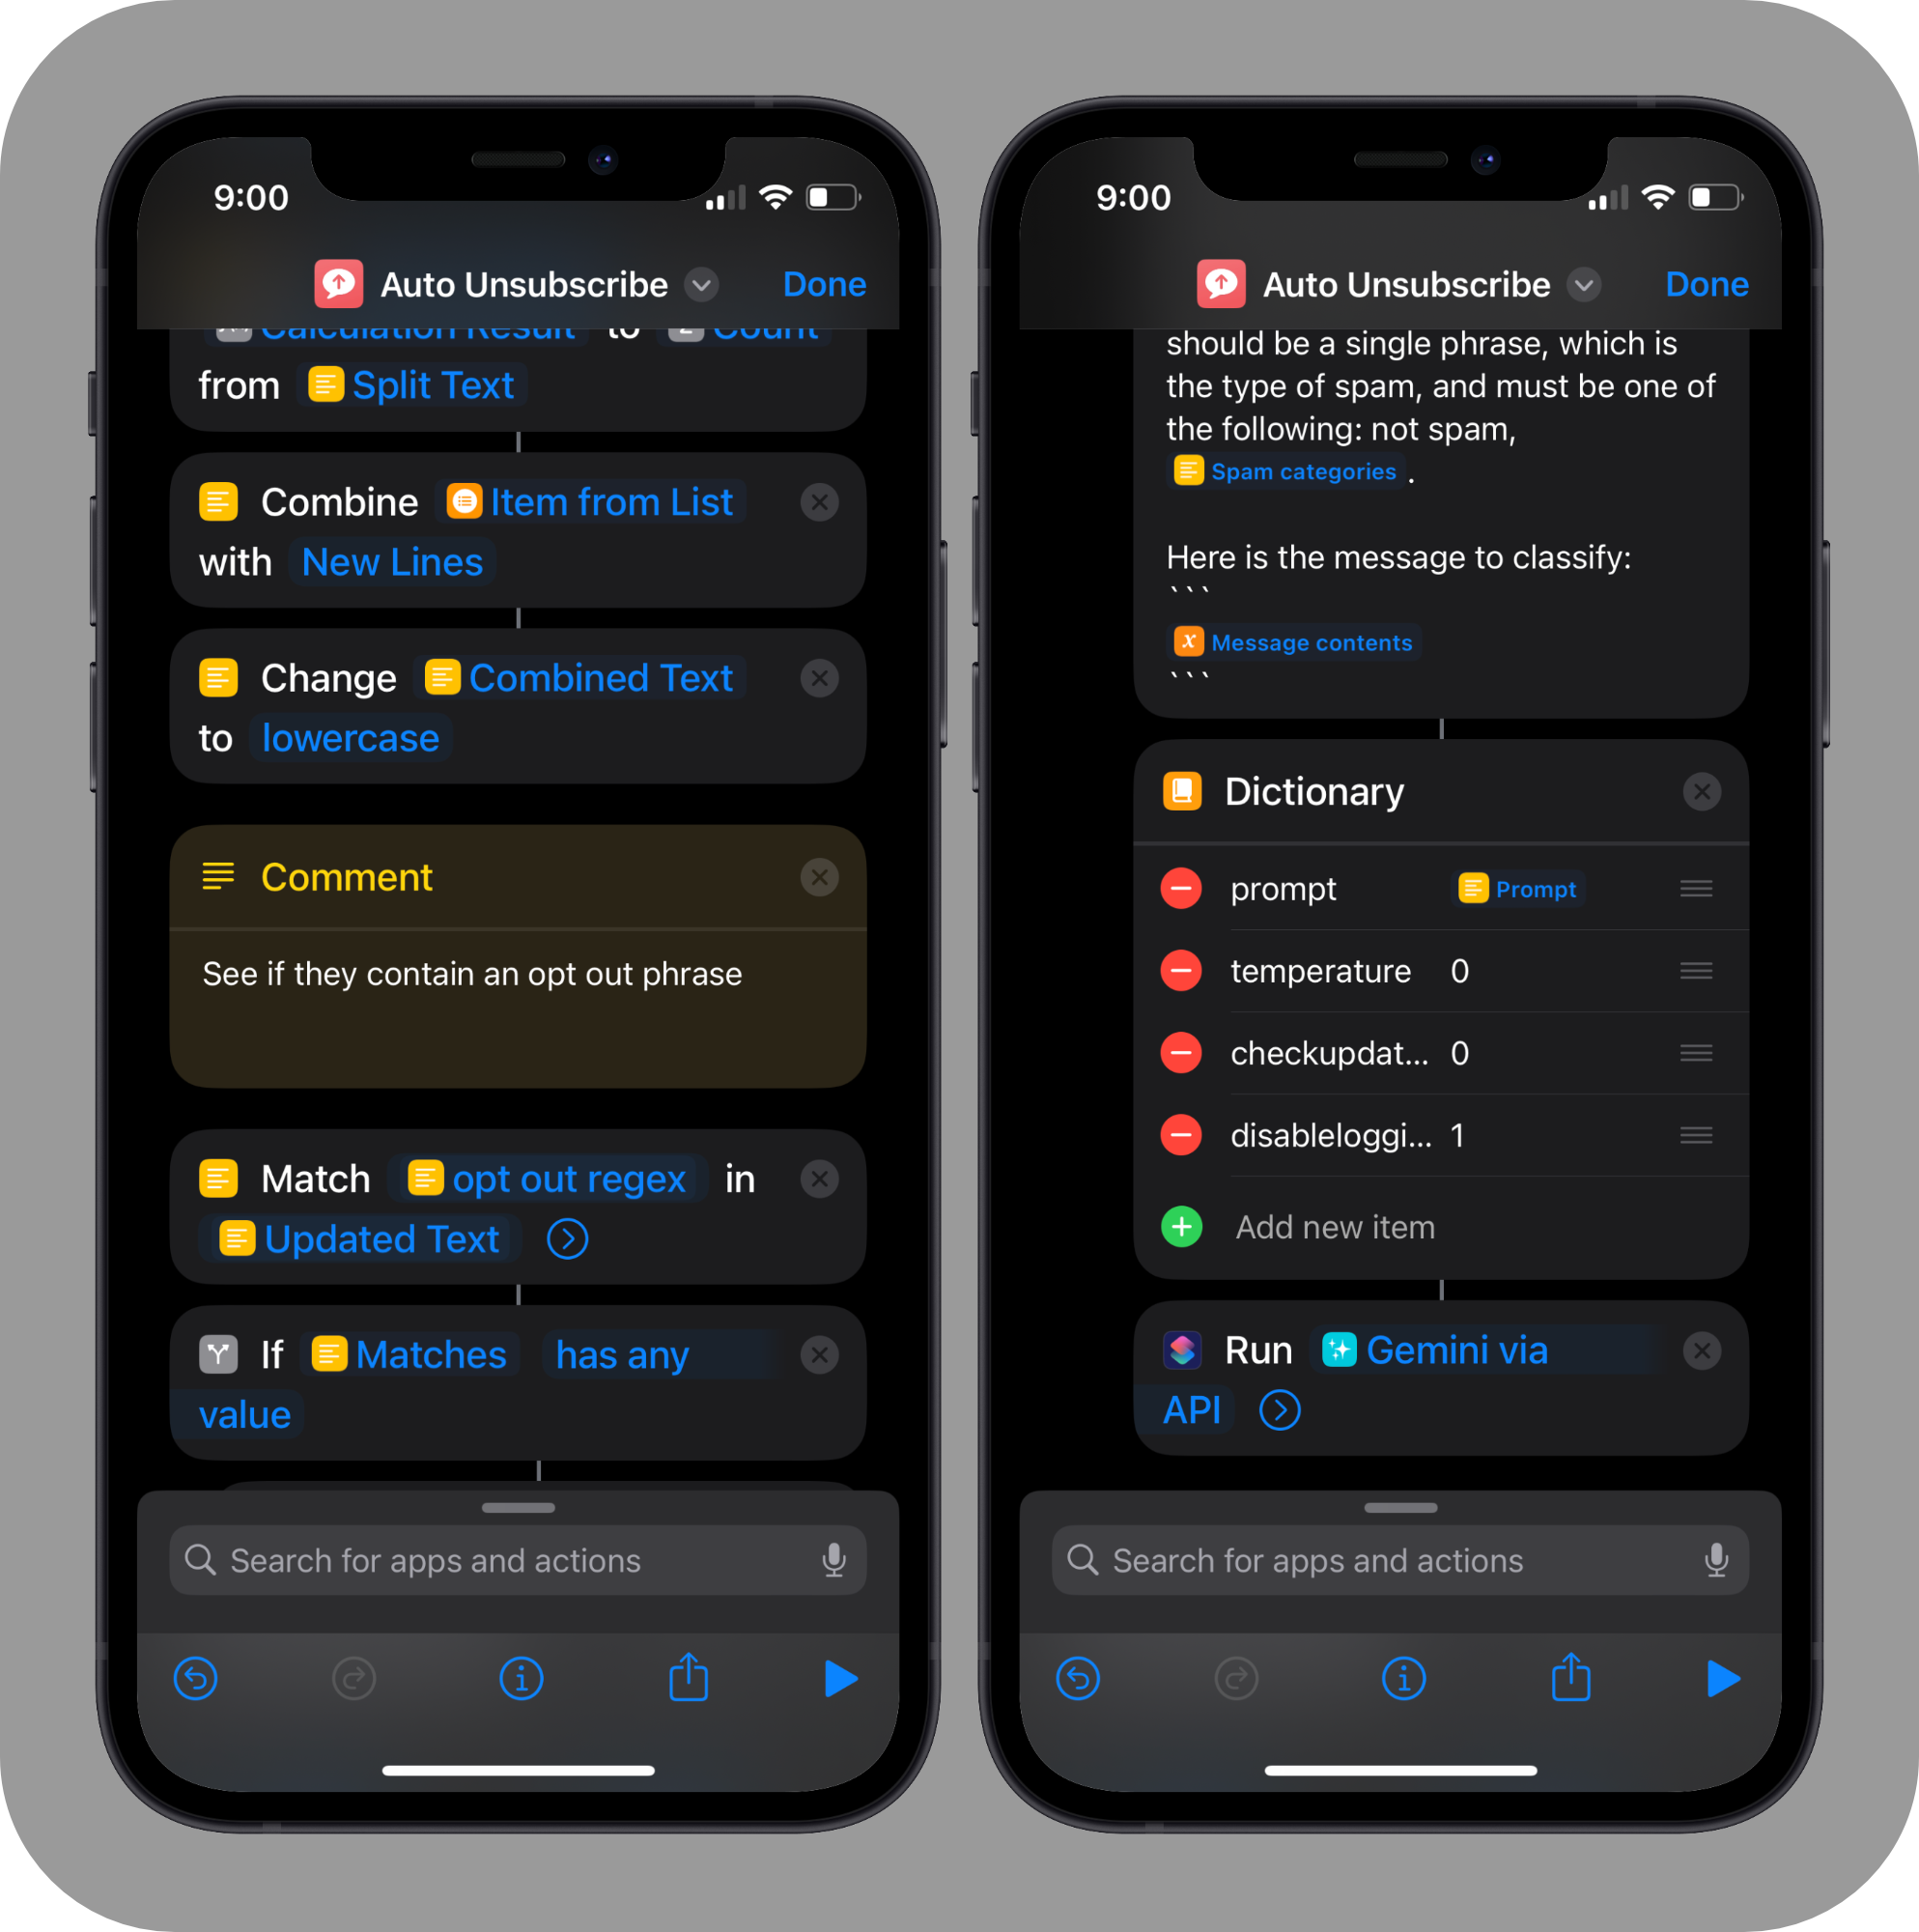 9:00
Auto Unsubscribe
Done
Calculation Result to Count
from Split Text
Combine Item from List
with New Lines
Change Combined Text
to lowercase
Comment
See if they contain an opt out phrase
Match opt out regex in
Updated Text
If Matches has any
value
Search for apps and actions
9:00
Auto Unsubscribe
Done
should be a single phrase, which is
the type of spam, and must be one of
the following: not spam,
Spam categories .
Here is the message to classify:
```
Message contents
```
Dictionary
prompt Prompt
temperature 0
checkupdat... 0
disableloggi... 1
Add new item
Run Gemini via
API
Search for apps and actions